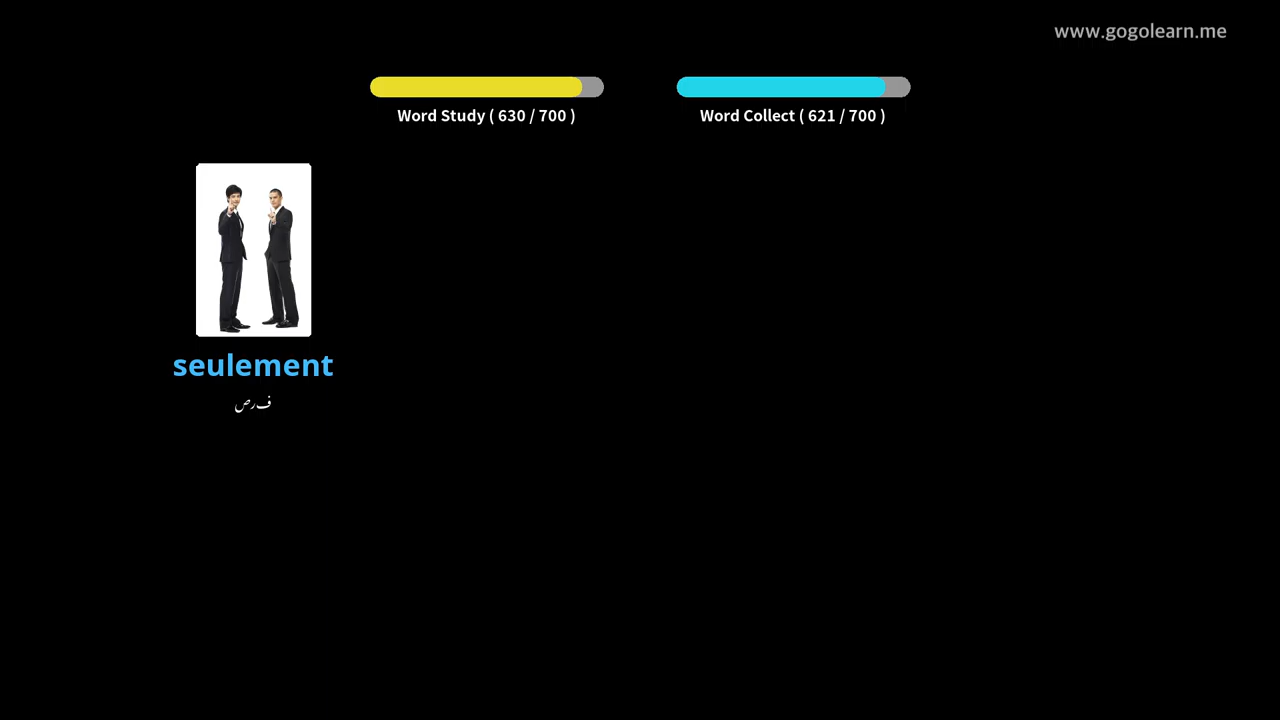 www.gogolearn.me
Word Study ( 630 / 700 )
Word Collect ( 621 / 700 )
seulement
فرص